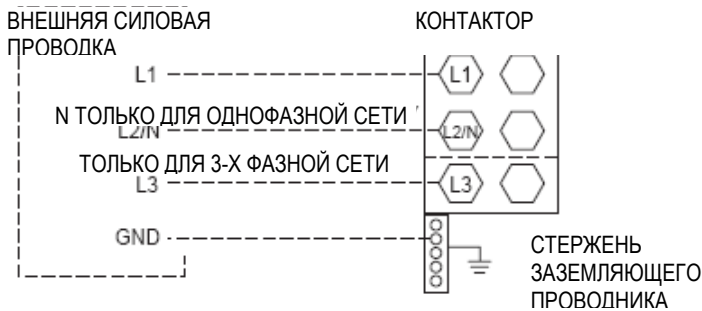 ВНЕШНЯЯ СИЛОВАЯ
ПРОВОДКА
КОНТАКТОР
L1
L1
N ТОЛЬКО ДЛЯ ОДНОФАЗНОЙ СЕТИ
L2/N
L2/N
ТОЛЬКО ДЛЯ 3-Х ФАЗНОЙ СЕТИ
L3
L3
GND
СТЕРЖЕНЬ
ЗАЗЕМЛЯЮЩЕГО
ПРОВОДНИКА